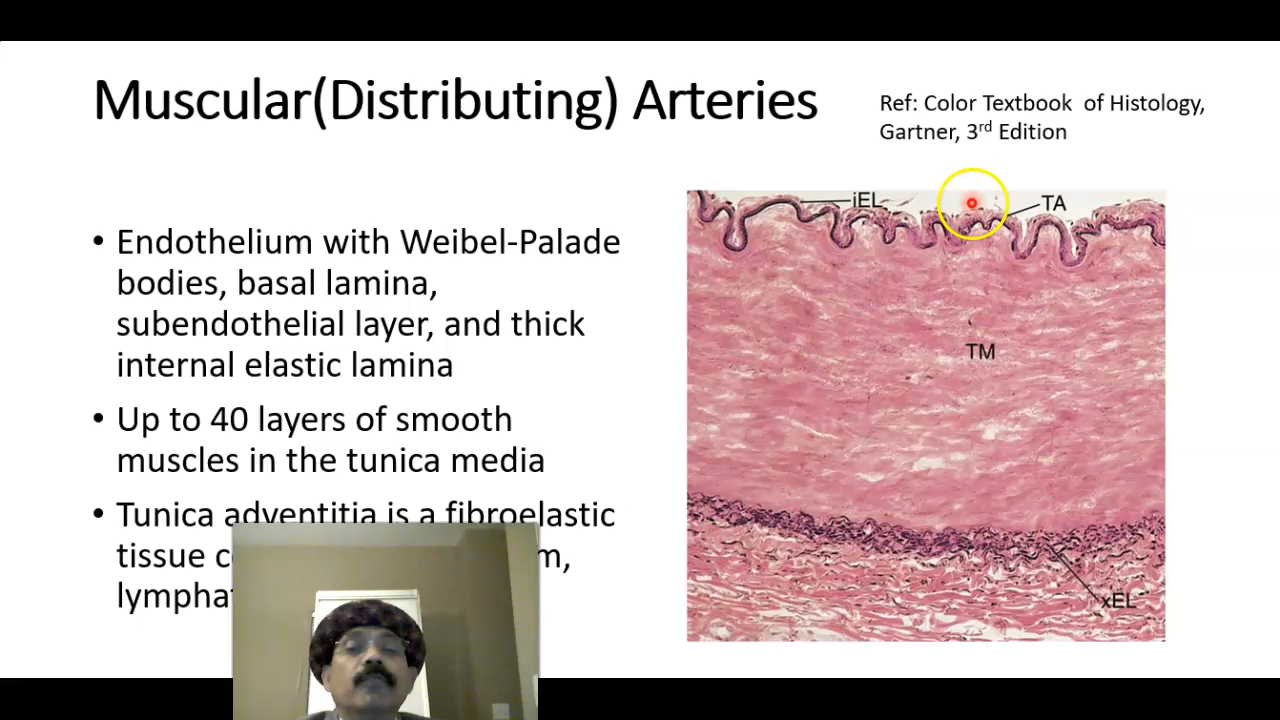 Muscular(Distributing) Arteries
Ref: Color Textbook of Histology,
Gartner, 3rd Edition
• Endothelium with Weibel-Palade
bodies, basal lamina,
subendothelial layer, and thick
internal elastic lamina
• Up to 40 layers of smooth
muscles in the tunica media
• Tunica adventitia is a fibroelastic
tissue
iEL
TA
TM
xEL